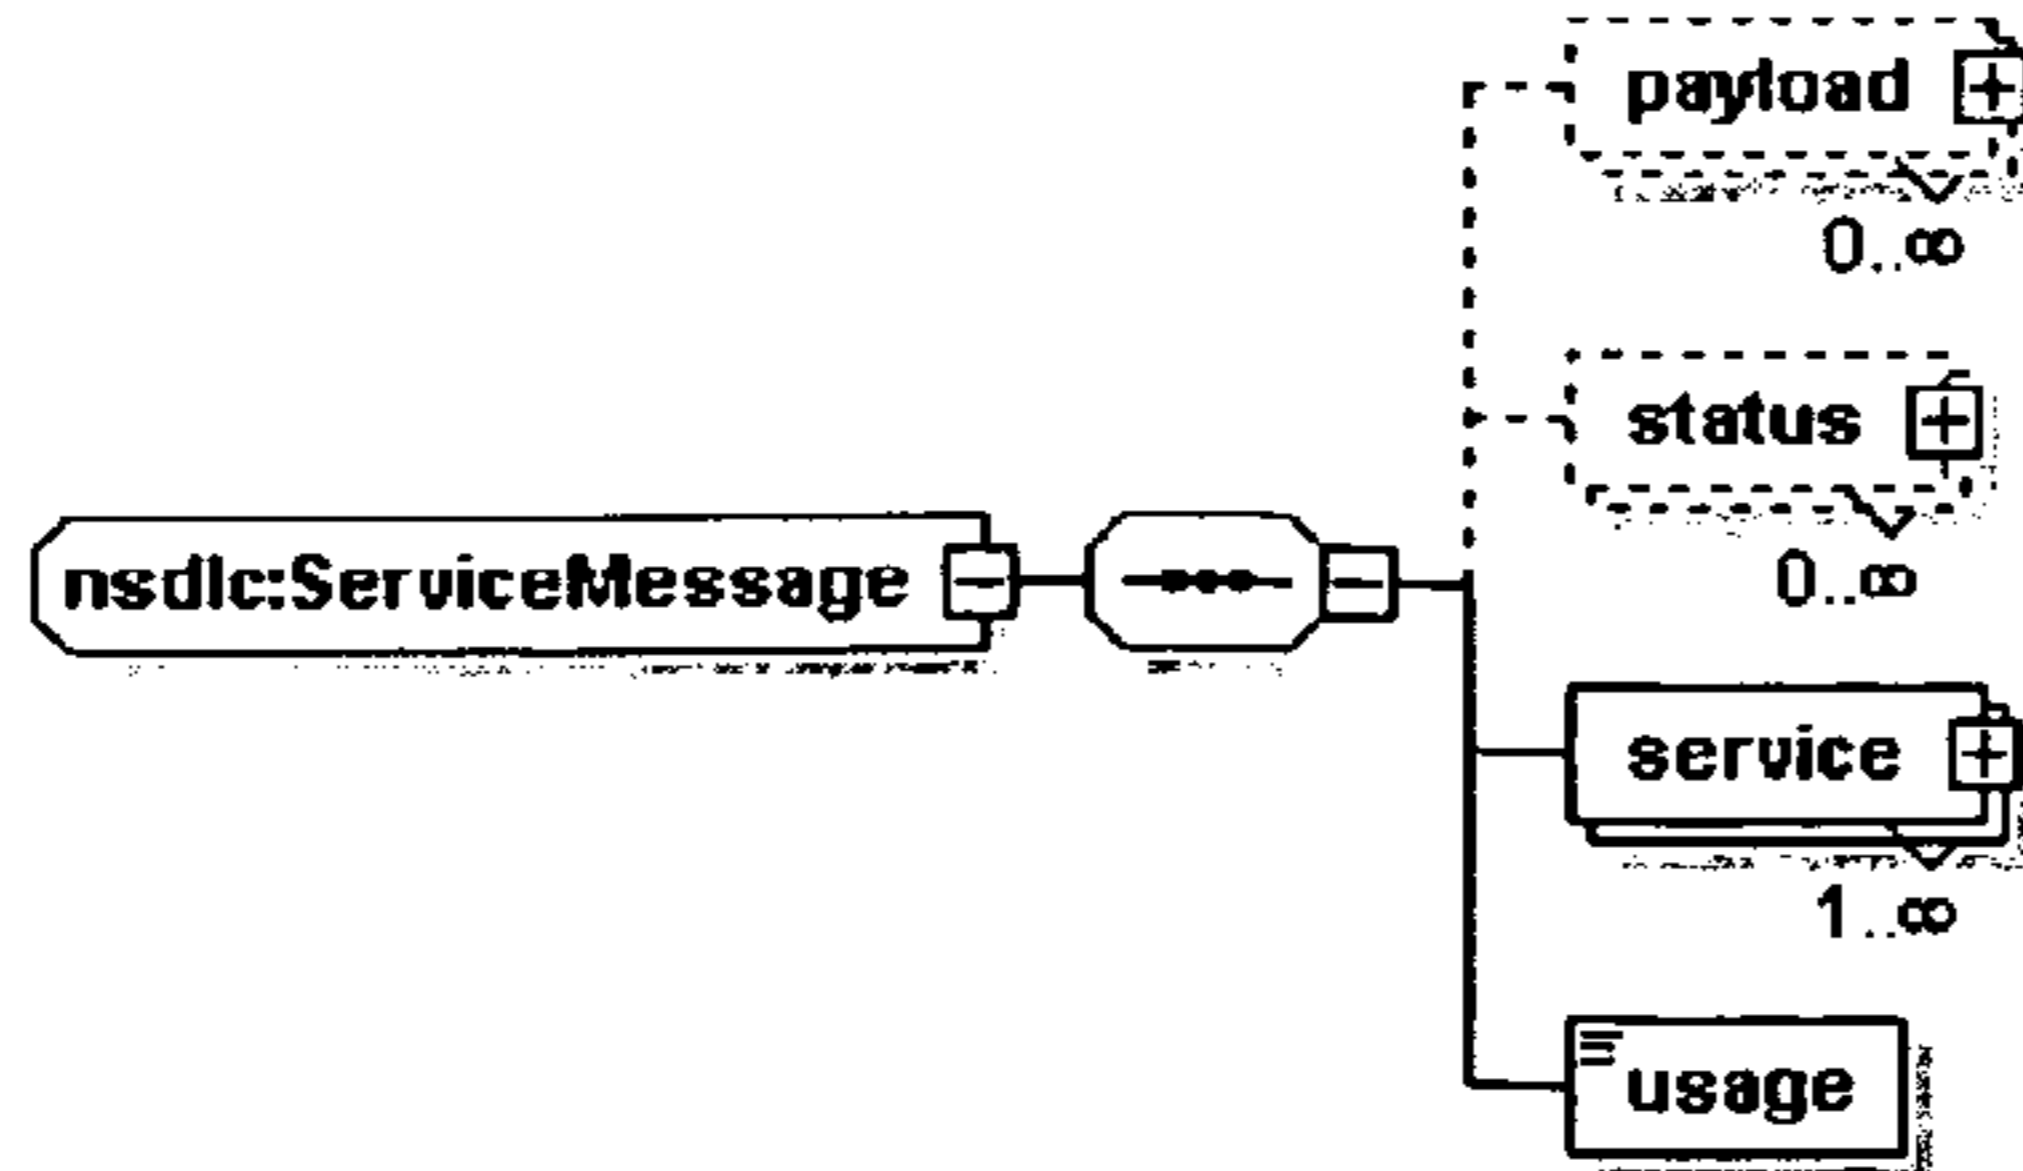 payload
0..∞
status
0..∞
nsdlc:ServiceMessage
service
1..∞
usage